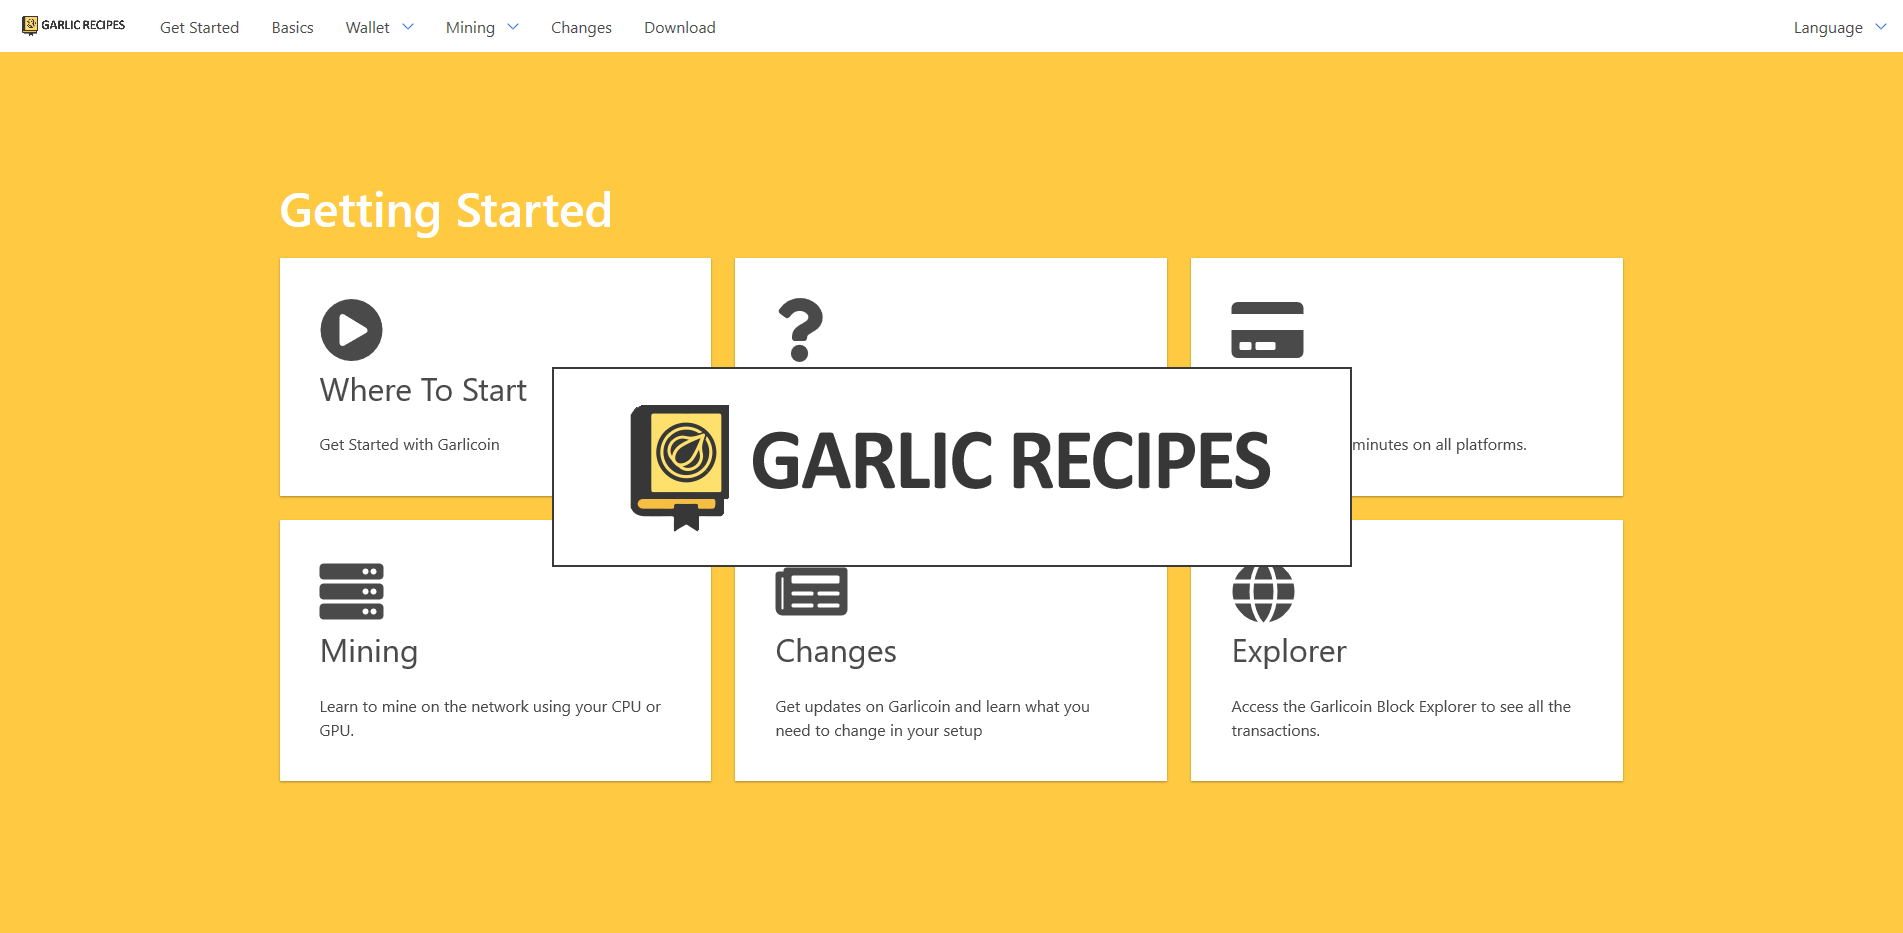 GARLIC RECIPES
Get Started
Basics
Wallet
Mining
Changes
Download
Language
Getting Started
Where To Start
Get Started with Garlicoin
minutes on all platforms.
GARLIC RECIPES
Mining
Learn to mine on the network using your CPU or
GPU.
Changes
Get updates on Garlicoin and learn what you
need to change in your setup
Explorer
Access the Garlicoin Block Explorer to see all the
transactions.